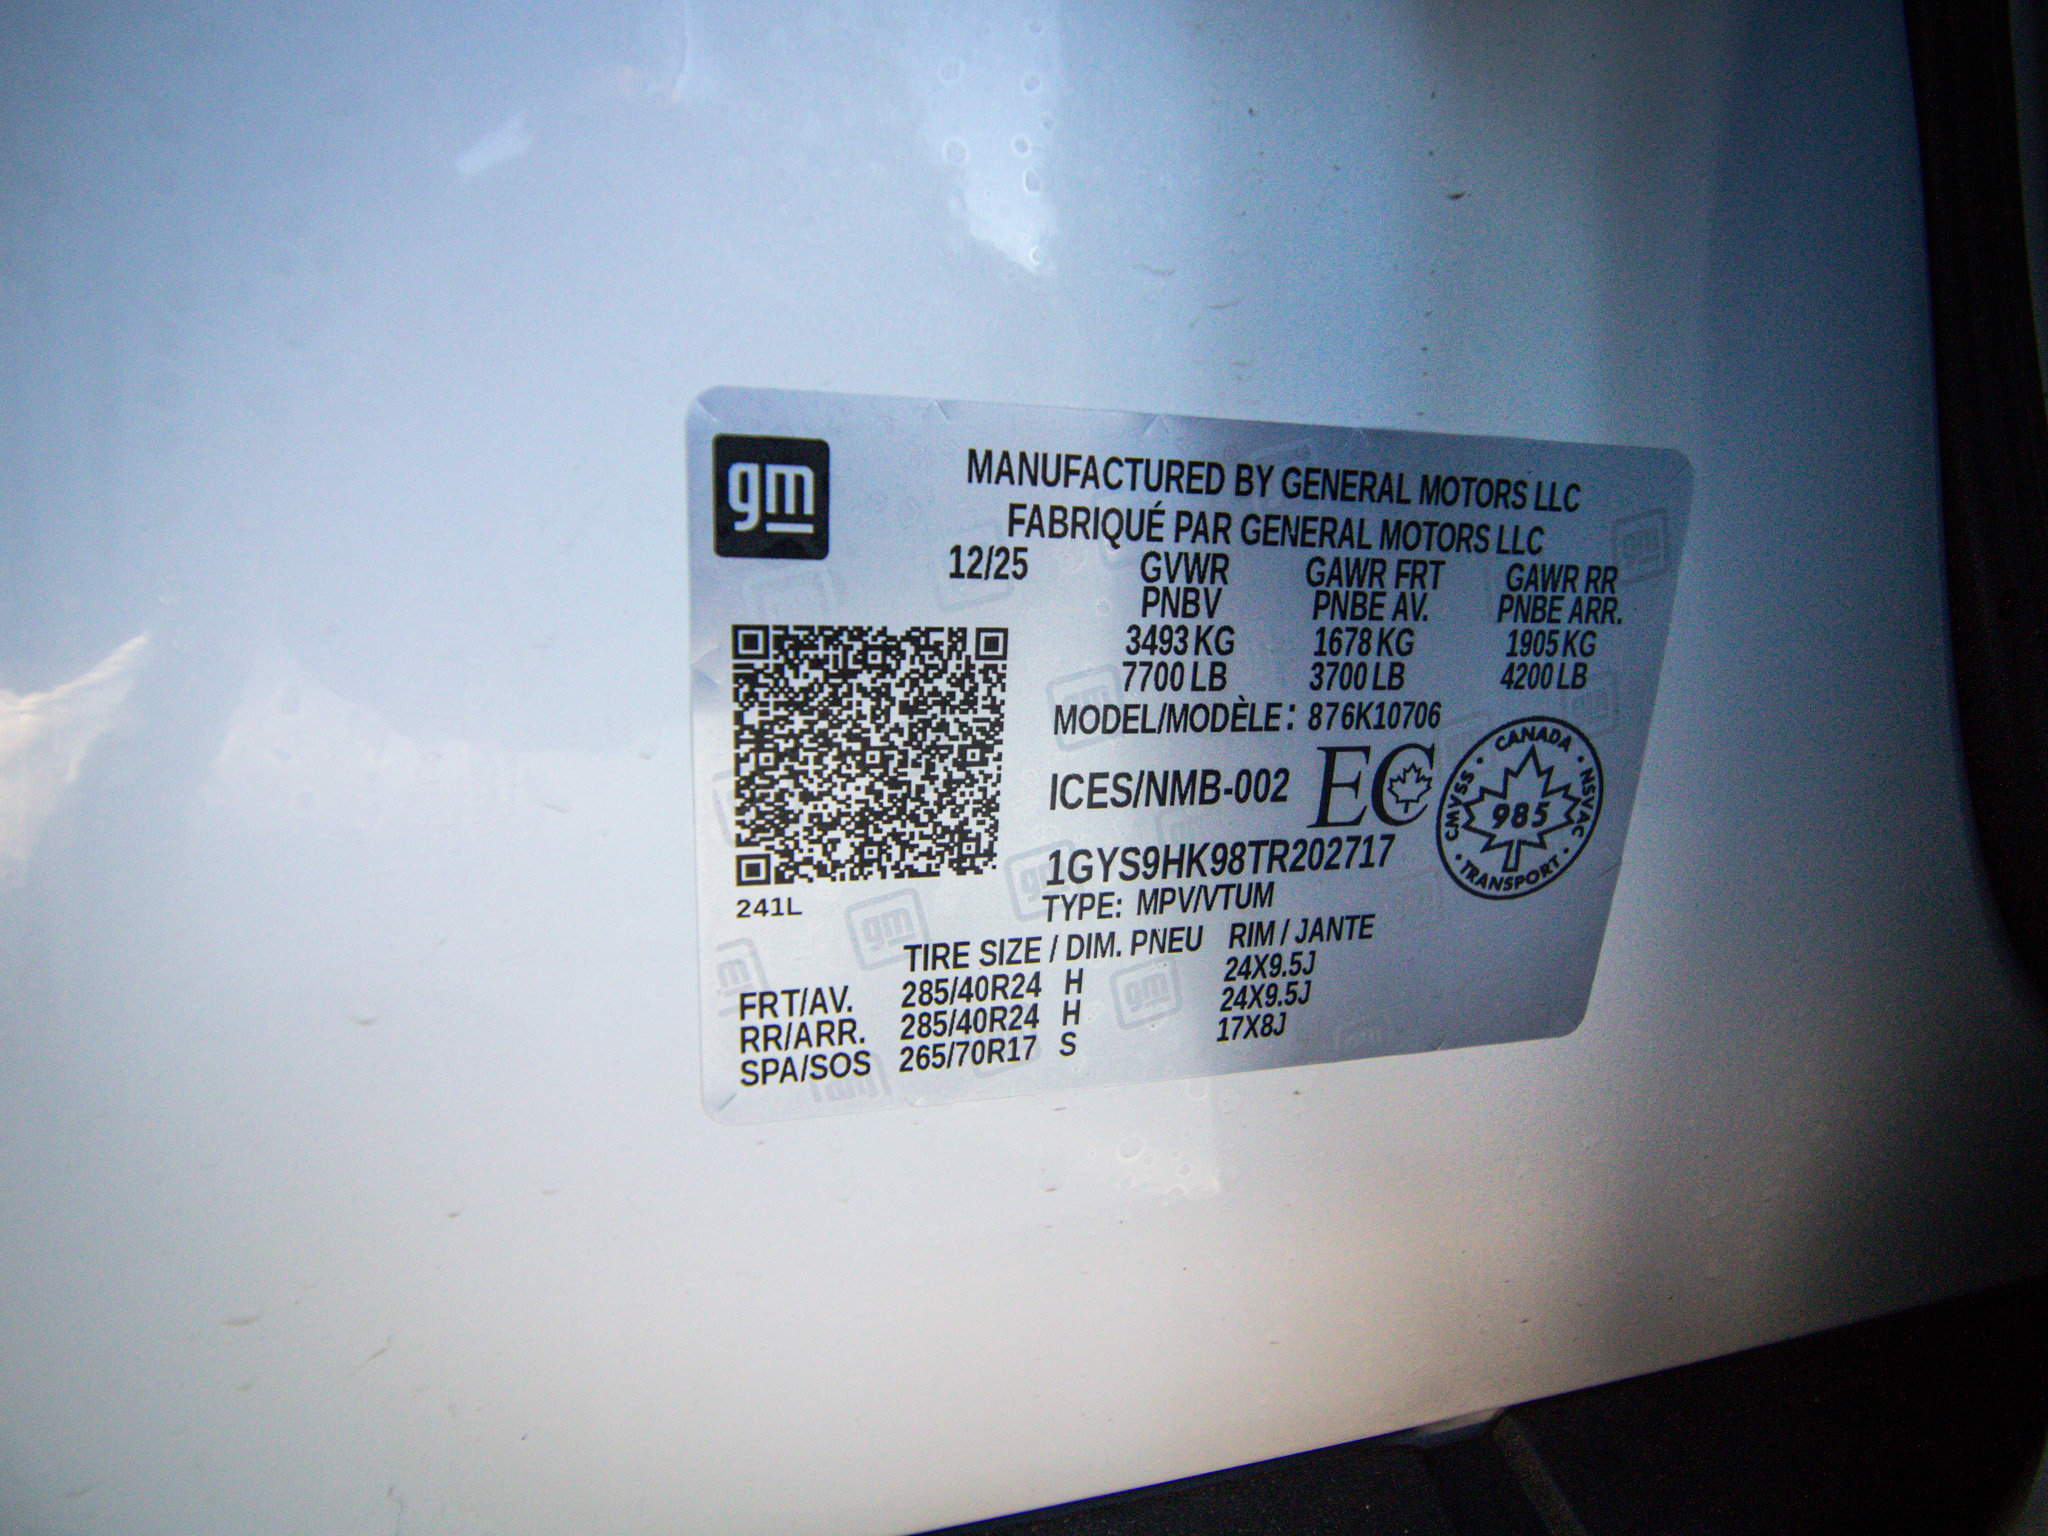 gm
MANUFACTURED BY GENERAL MOTORS LLC
FABRIQUÉ PAR GENERAL MOTORS LLC
12/25 GVWR GAWR FRT GAWR RR
PNBV PNBE AV. PNBE ARR.
3493 KG 1678 KG 1905 KG
7700 LB 3700 LB 4200 LB
MODEL/MODÈLE: 876K10706
ICES/NMB-002 EC
CANADA · NSVAC · TRANSPORT · CMVSS ·
985
1GYS9HK98TR202717
241L
TYPE: MPV/VTUM
TIRE SIZE / DIM. PNEU RIM / JANTE
FRT/AV. 285/40R24 H 24X9.5J
RR/ARR. 285/40R24 H 24X9.5J
SPA/SOS 265/70R17 S 17X8J